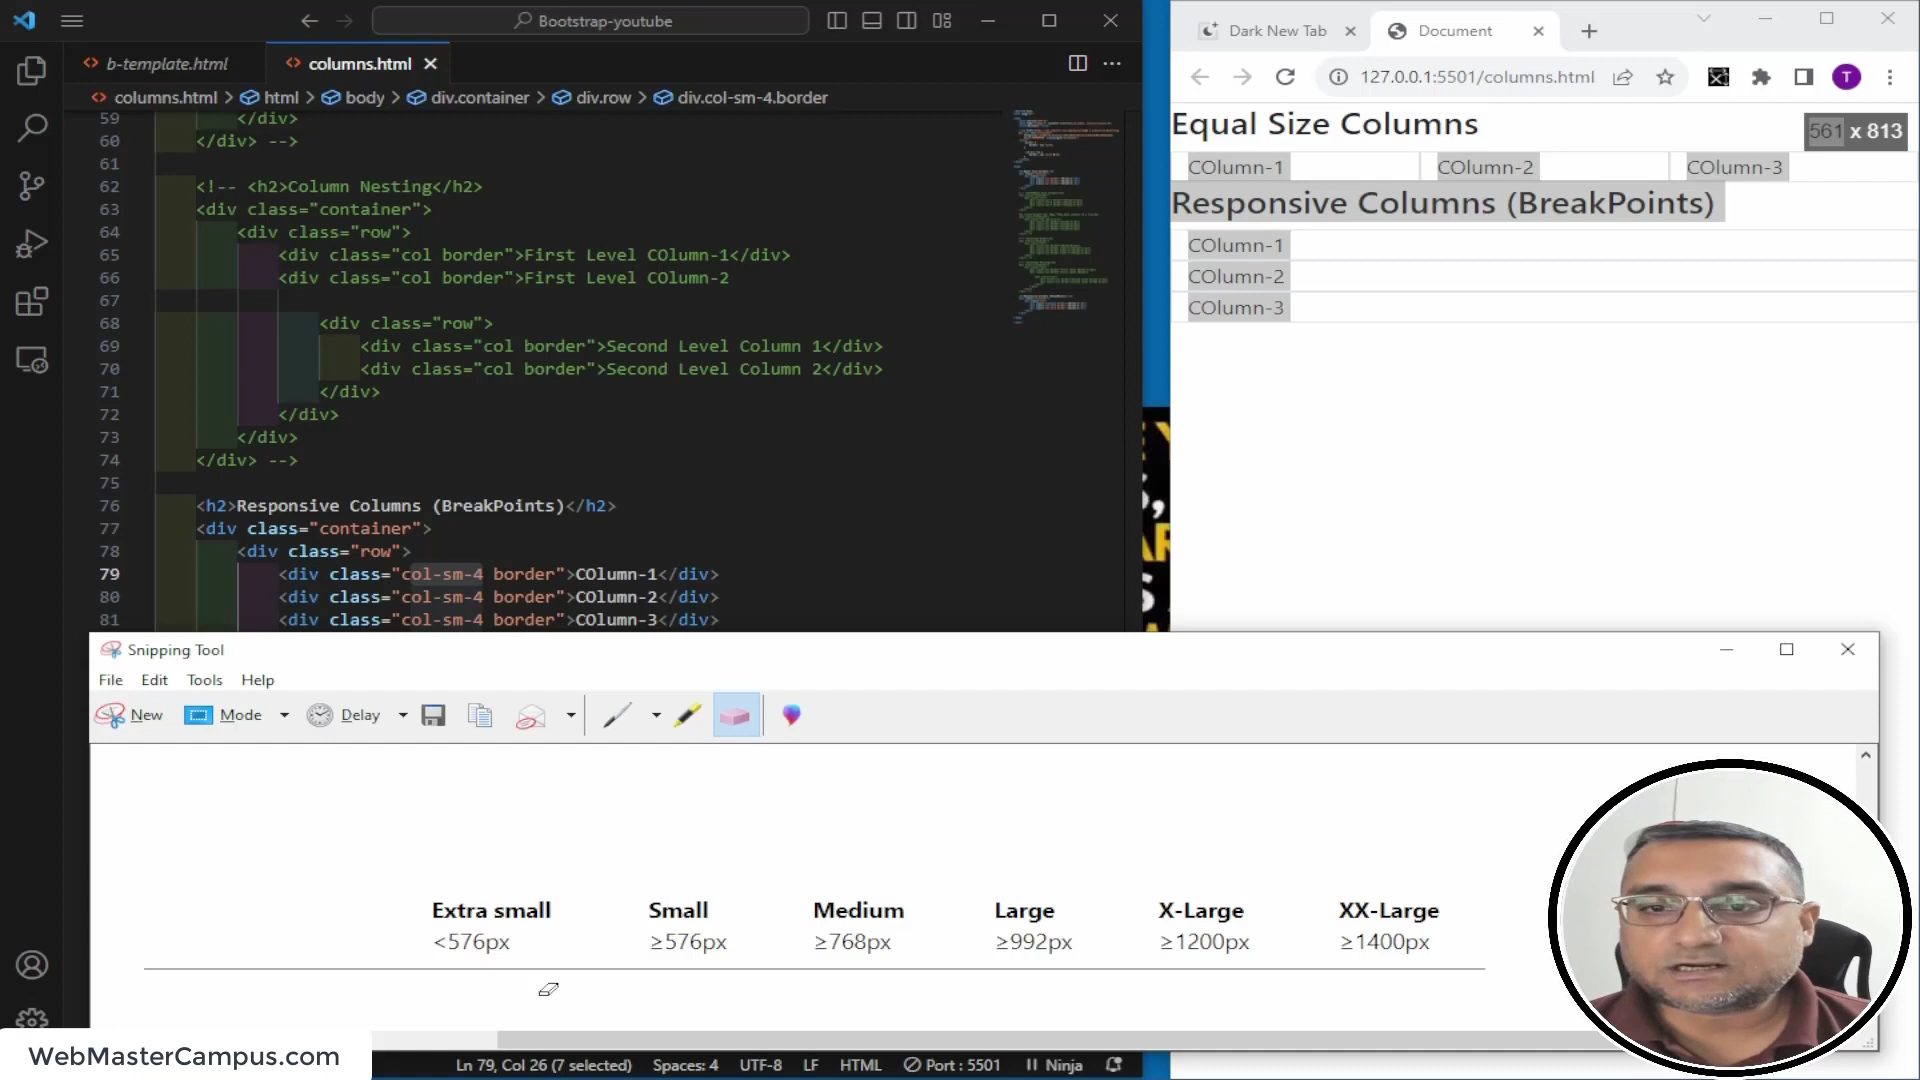 Bootstrap-youtube
b-template.html
columns.html
columns.html > html > body > div.container > div.row > div.col-sm-4.border
59 </div>
60 </div> -->
61
62 <!-- <h2>Column Nesting</h2>
63 <div class="container">
64 <div class="row">
65 <div class="col border">First Level COlumn-1</div>
66 <div class="col border">First Level COlumn-2
67
68 <div class="row">
69 <div class="col border">Second Level Column 1</div>
70 <div class="col border">Second Level Column 2</div>
71 </div>
72 </div>
73 </div>
74 </div> -->
75
76 <h2>Responsive Columns (BreakPoints)</h2>
77 <div class="container">
78 <div class="row">
79 <div class="col-sm-4 border">COlumn-1</div>
80 <div class="col-sm-4 border">COlumn-2</div>
81 <div class="col-sm-4 border">COlumn-3</div>
Dark New Tab
Document
127.0.0.1:5501/columns.html
T
Equal Size Columns
561 x 813
COlumn-1 COlumn-2 COlumn-3
Responsive Columns (BreakPoints)
COlumn-1
COlumn-2
COlumn-3
Snipping Tool
File Edit Tools Help
New Mode Delay
Extra small Small Medium Large X-Large XX-Large
<576px ≥576px ≥768px ≥992px ≥1200px ≥1400px
WebMasterCampus.com
Ln 79, Col 26 (7 selected) Spaces: 4 UTF-8 LF HTML Port : 5501 Ninja